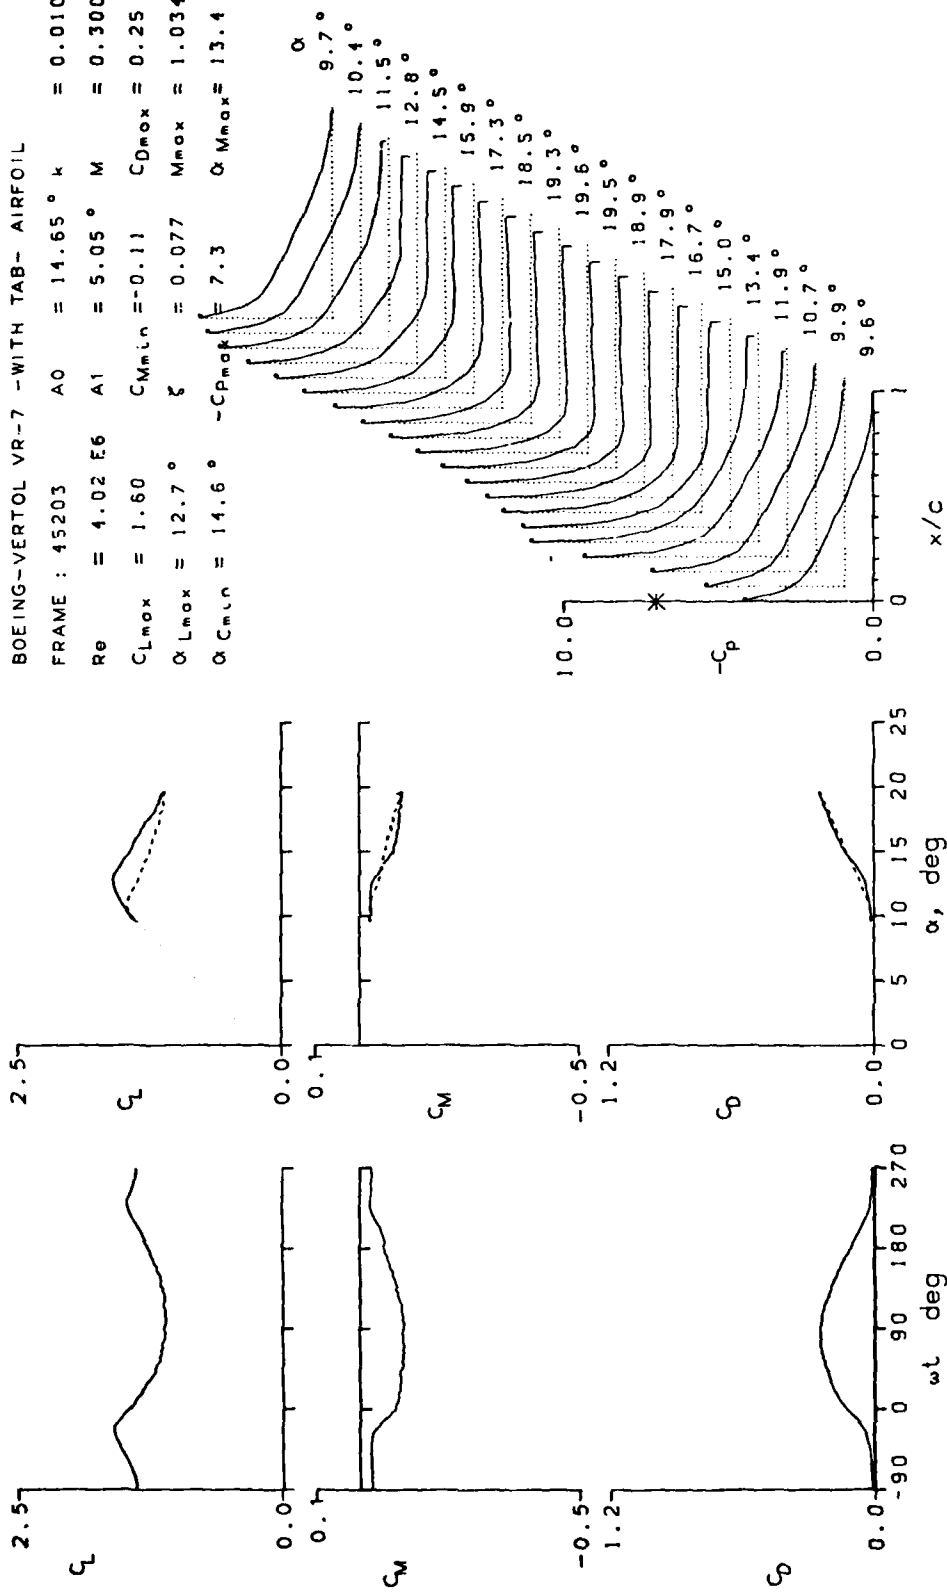 BOEING-VERTOL VR-7 -WITH TAB- AIRFOIL
FRAME : 45203 A0 = 14.65° k = 0.010
Re = 4.02 E6 A1 = 5.05° M = 0.300
CLmax = 1.60 CMmin =-0.11 CDmax = 0.25
αLmax = 12.7° ζ = 0.077 Mmax = 1.034
αCmin = 14.6° -CPmax = 7.3 αMmax = 13.4
2.5
CL
0.0
0.1
CM
-0.5
1.2
CD
0.0
-90 0 90 180 270
ωt deg
2.5
CL
0.0
0.1
CM
-0.5
1.2
CD
0.0
0 5 10 15 20 25
α, deg
α
9.7°
10.4°
11.5°
12.8°
14.5°
15.9°
17.3°
18.5°
19.3°
19.6°
19.5°
18.9°
17.9°
16.7°
15.0°
13.4°
11.9°
10.7°
9.9°
9.6°
10.0
-Cp
0.0
0 1
x/c